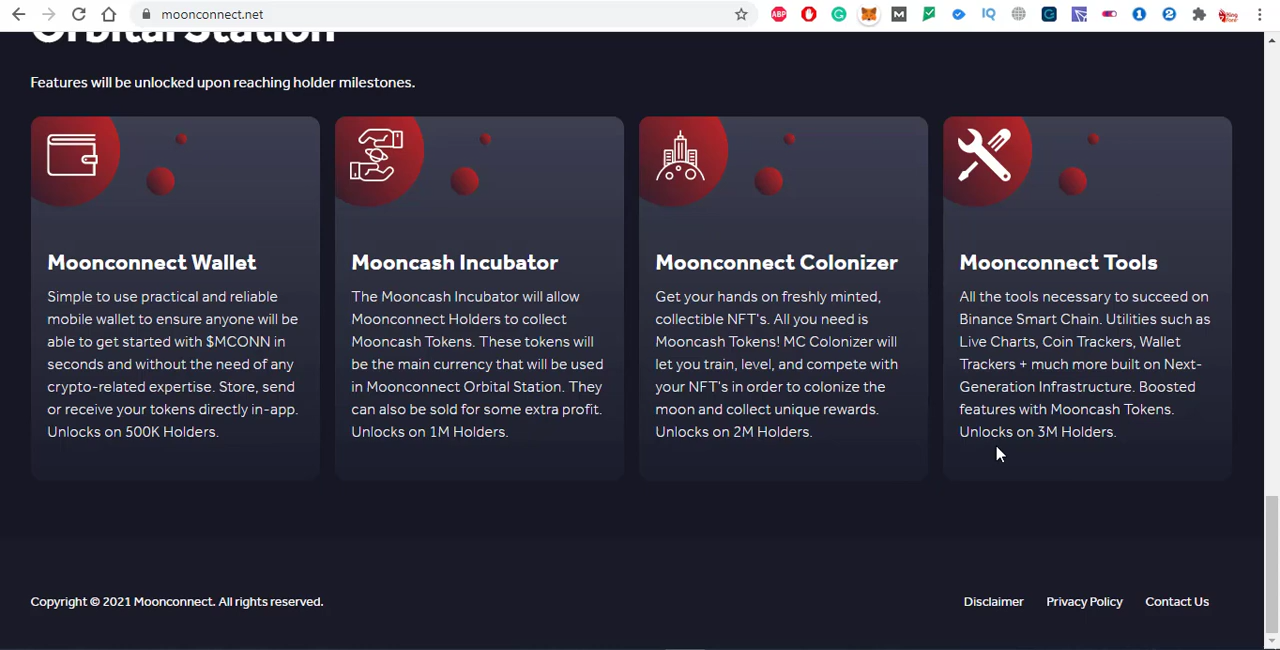 moonconnect.net
Orbital Station
Features will be unlocked upon reaching holder milestones.
Moonconnect Wallet
Simple to use practical and reliable
mobile wallet to ensure anyone will be
able to get started with $MCONN in
seconds and without the need of any
crypto-related expertise. Store, send
or receive your tokens directly in-app.
Unlocks on 500K Holders.
Mooncash Incubator
The Mooncash Incubator will allow
Moonconnect Holders to collect
Mooncash Tokens. These tokens will
be the main currency that will be used
in Moonconnect Orbital Station. They
can also be sold for some extra profit.
Unlocks on 1M Holders.
Moonconnect Colonizer
Get your hands on freshly minted,
collectible NFT's. All you need is
Mooncash Tokens! MC Colonizer will
let you train, level, and compete with
your NFT's in order to colonize the
moon and collect unique rewards.
Unlocks on 2M Holders.
Moonconnect Tools
All the tools necessary to succeed on
Binance Smart Chain. Utilities such as
Live Charts, Coin Trackers, Wallet
Trackers + much more built on Next-
Generation Infrastructure. Boosted
features with Mooncash Tokens.
Unlocks on 3M Holders.
Copyright © 2021 Moonconnect. All rights reserved.
Disclaimer
Privacy Policy
Contact Us